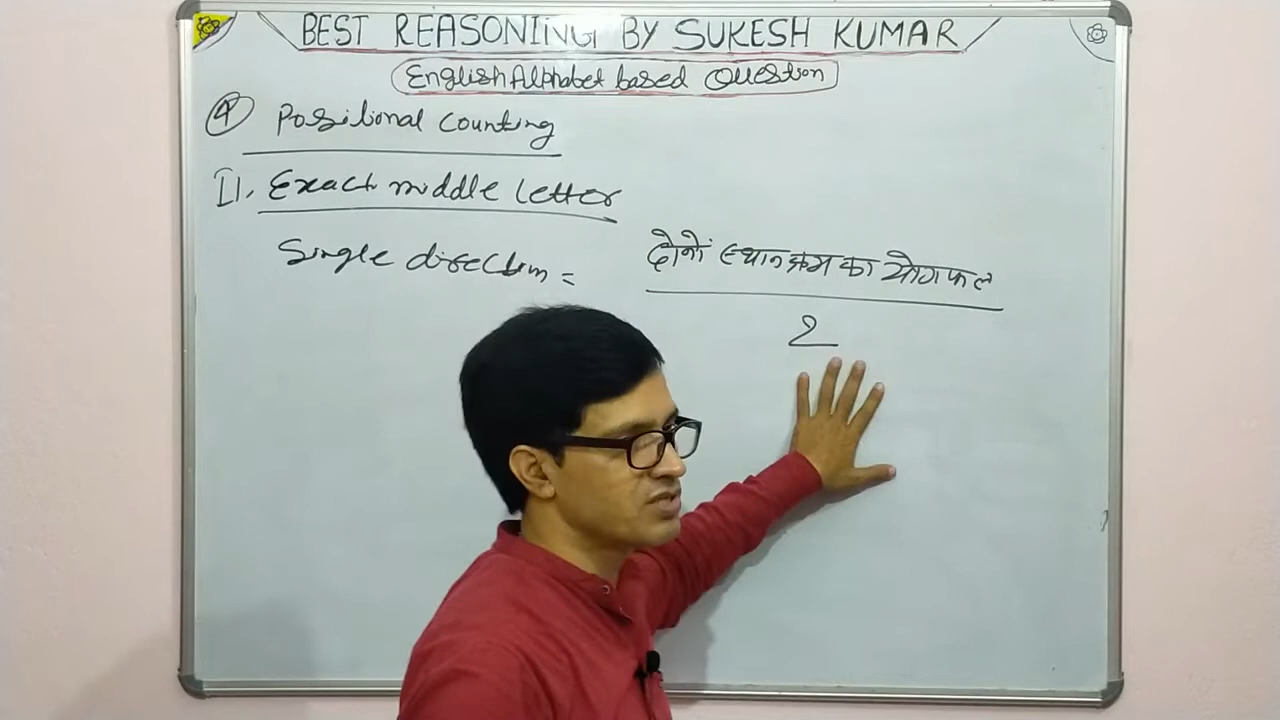 BEST REASONING BY SUKESH KUMAR
English Alphabet based Question
4 Positional Counting
II. Exact middle letter
Single direction = दोनों स्थान क्रम का योगफल
2